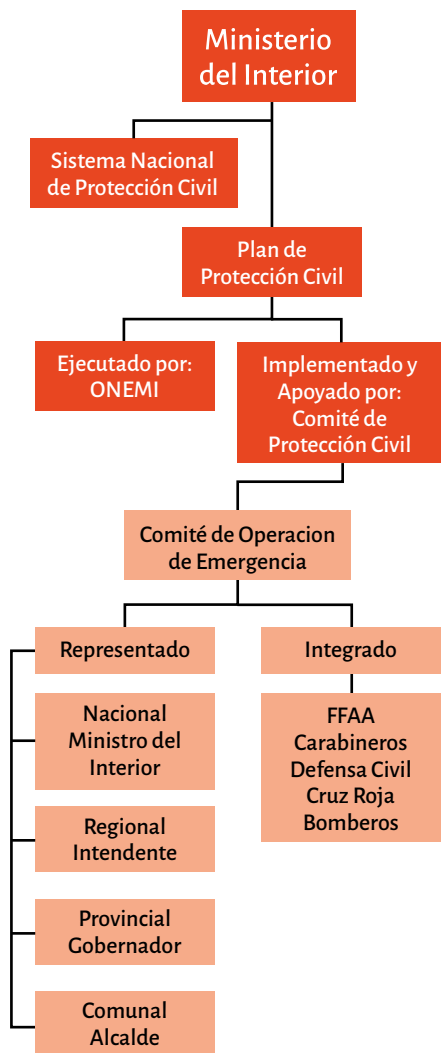 Ministerio
del Interior
Sistema Nacional
de Protección Civil
Plan de
Protección Civil
Ejecutado por:
ONEMI
Implementado y
Apoyado por:
Comité de
Protección Civil
Comité de Operacion
de Emergencia
Representado
Integrado
Nacional
Ministro del
Interior
FFAA
Carabineros
Defensa Civil
Cruz Roja
Bomberos
Regional
Intendente
Provincial
Gobernador
Comunal
Alcalde